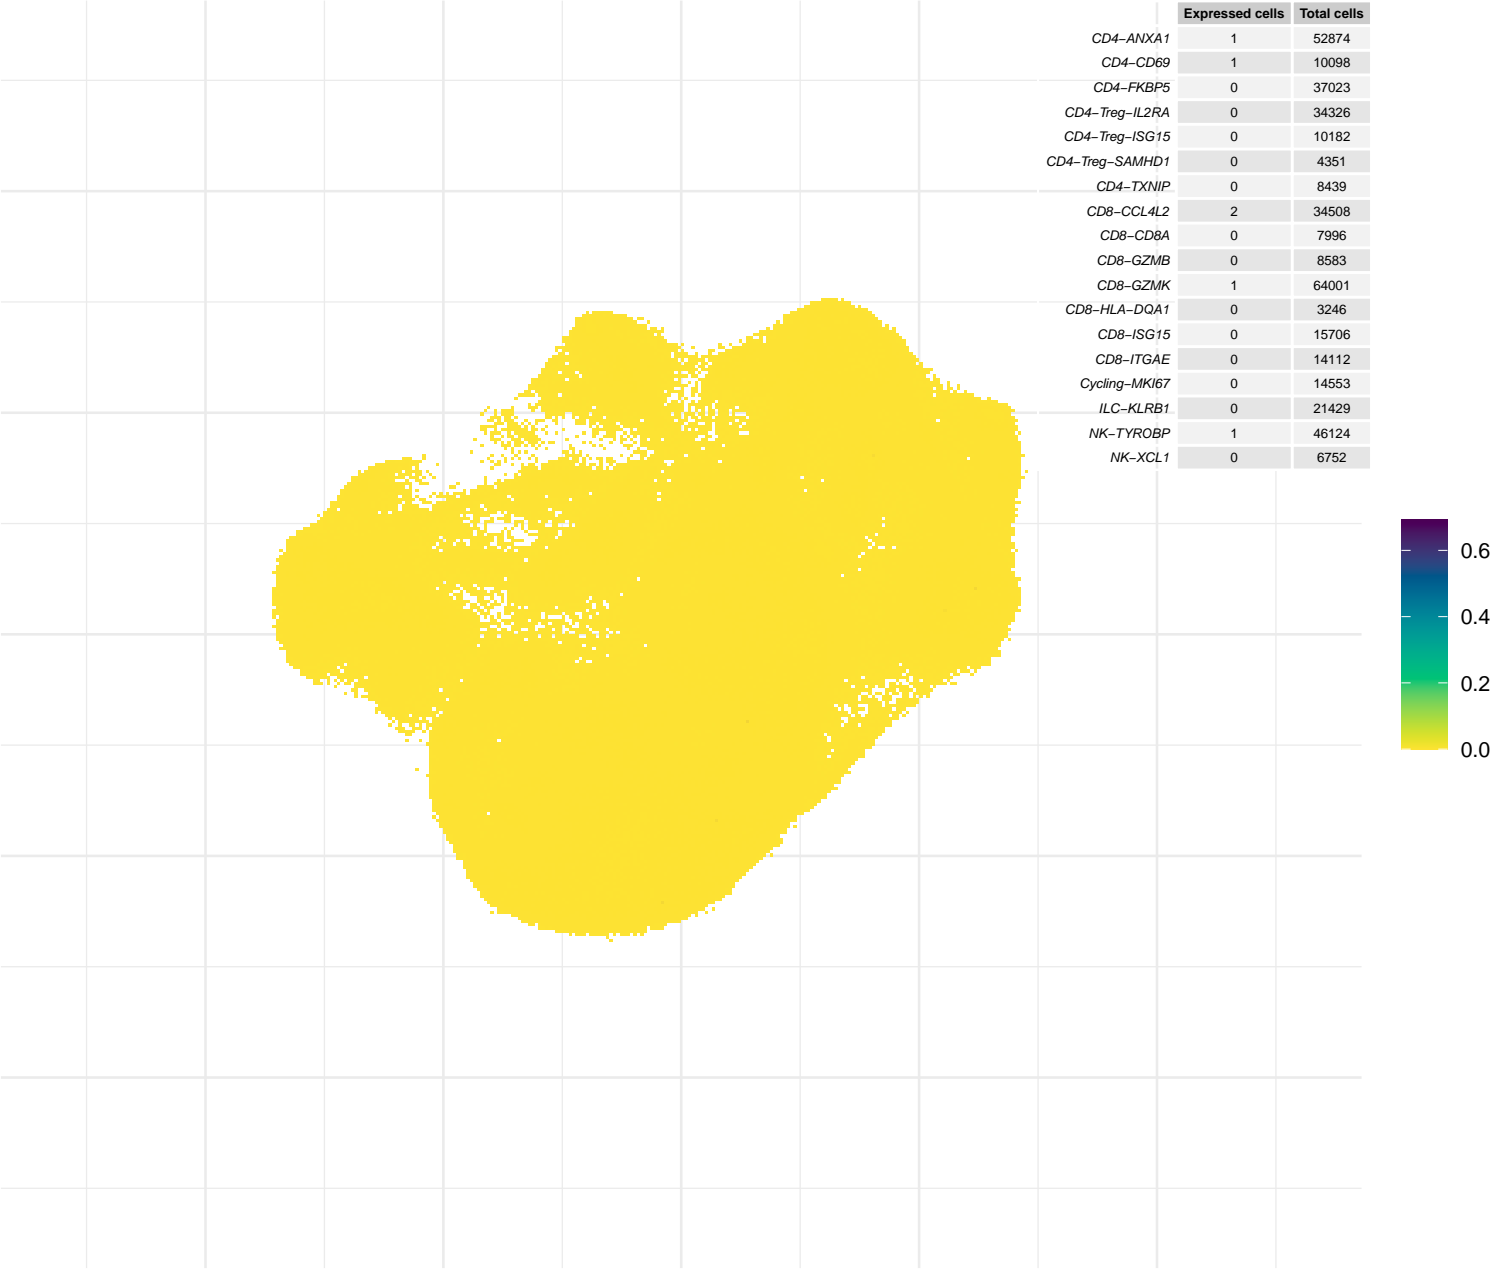 Expressed cells Total cells
CD4−ANXA1 1 52874
CD4−CD69 1 10098
CD4−FKBP5 0 37023
CD4−Treg−IL2RA 0 34326
CD4−Treg−ISG15 0 10182
CD4−Treg−SAMHD1 0 4351
CD4−TXNIP 0 8439
CD8−CCL4L2 2 34508
CD8−CD8A 0 7996
CD8−GZMB 0 8583
CD8−GZMK 1 64001
CD8−HLA−DQA1 0 3246
CD8−ISG15 0 15706
CD8−ITGAE 0 14112
Cycling−MKI67 0 14553
ILC−KLRB1 0 21429
NK−TYROBP 1 46124
NK−XCL1 0 6752
0.6
0.4
0.2
0.0